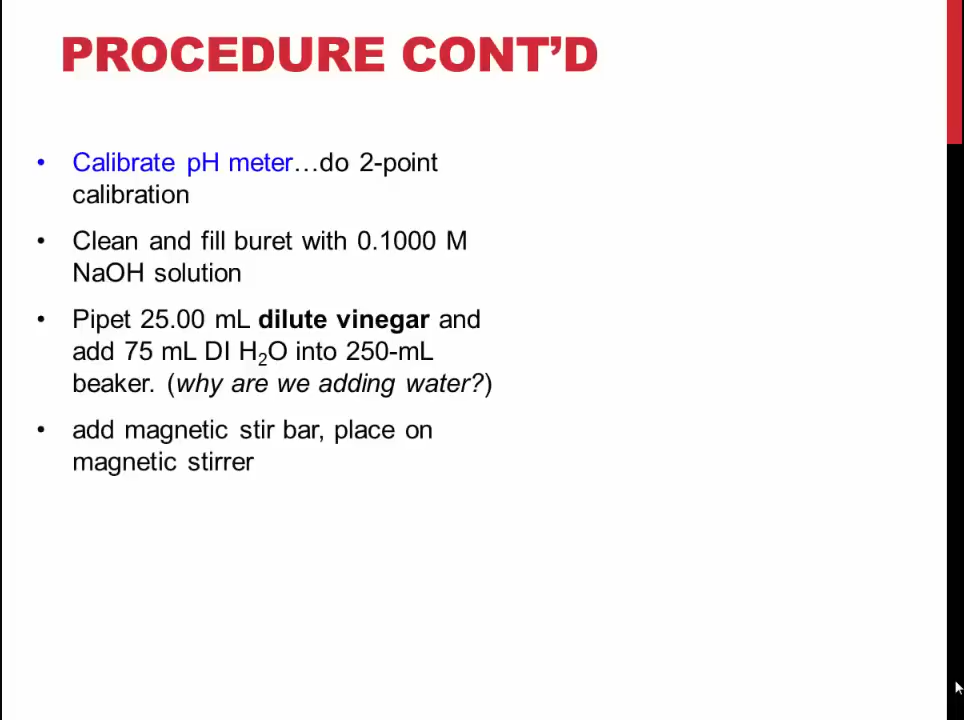 PROCEDURE CONT’D
• Calibrate pH meter…do 2-point
calibration
• Clean and fill buret with 0.1000 M
NaOH solution
• Pipet 25.00 mL dilute vinegar and
add 75 mL DI H₂O into 250-mL
beaker. (why are we adding water?)
• add magnetic stir bar, place on
magnetic stirrer